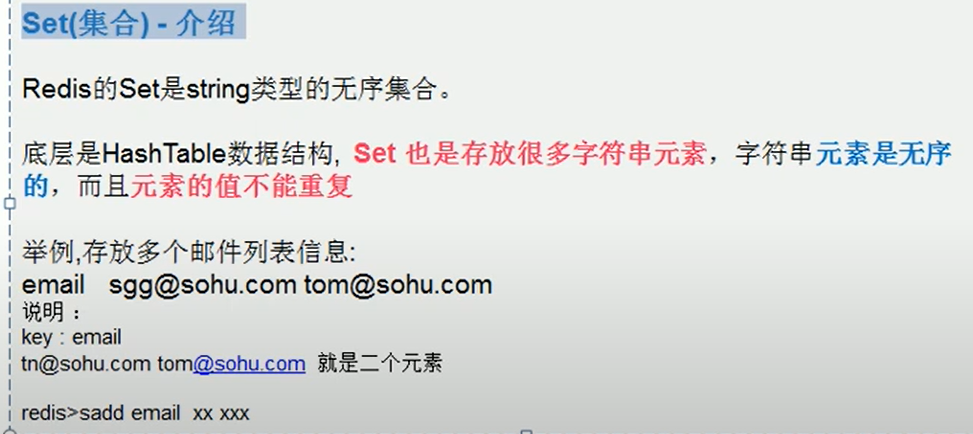 Set(集合) - 介绍
Redis的Set是string类型的无序集合。
底层是HashTable数据结构, Set 也是存放很多字符串元素，字符串元素是无序
的，而且元素的值不能重复
举例,存放多个邮件列表信息:
email sgg@sohu.com tom@sohu.com
说明：
key : email
tn@sohu.com tom@sohu.com 就是二个元素
redis>sadd email xx xxx